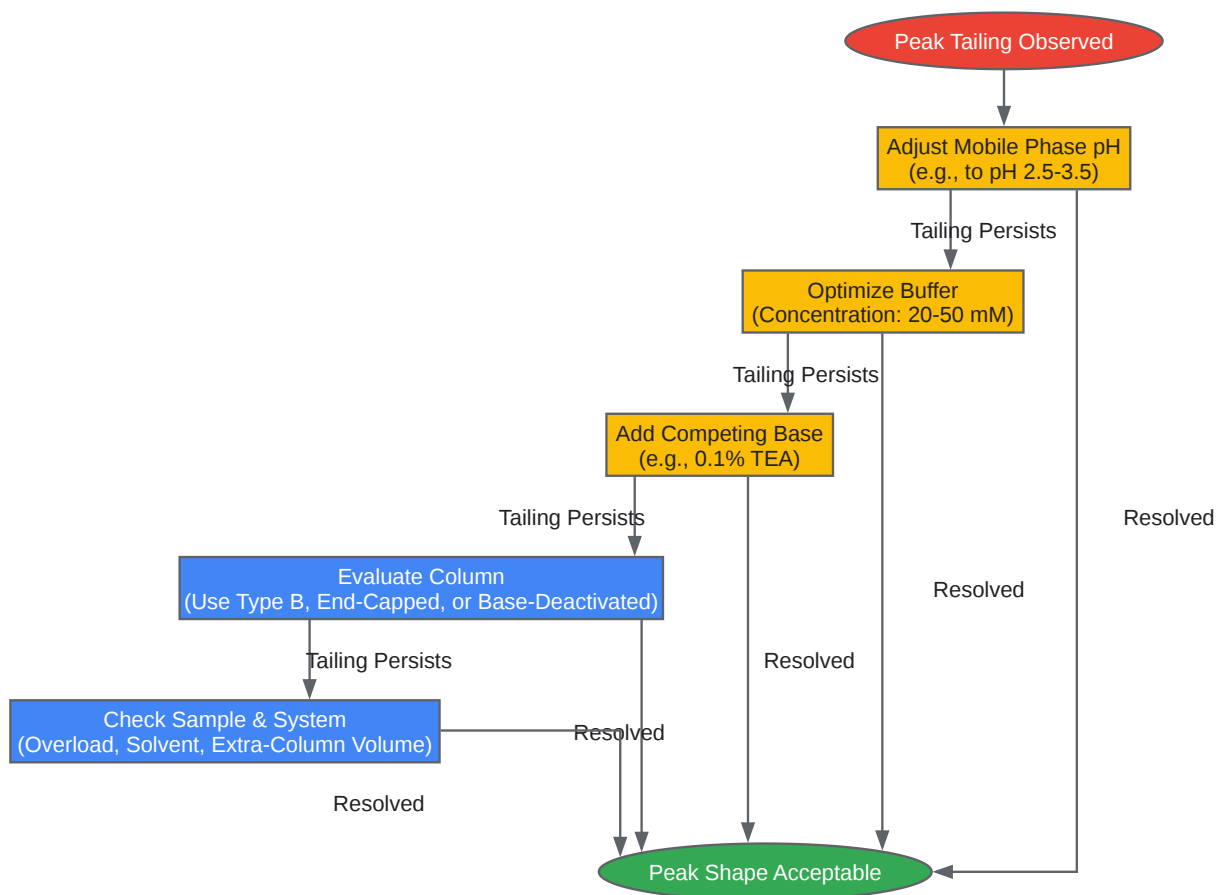 Peak Tailing Observed
Adjust Mobile Phase pH
(e.g., to pH 2.5-3.5)
Tailing Persists
Optimize Buffer
(Concentration: 20-50 mM)
Tailing Persists
Add Competing Base
(e.g., 0.1% TEA)
Tailing Persists
Resolved
Evaluate Column
(Use Type B, End-Capped, or Base-Deactivated)
Resolved
Tailing Persists
Resolved
Check Sample & System
(Overload, Solvent, Extra-Column Volume)
Resolved
Resolved
Peak Shape Acceptable